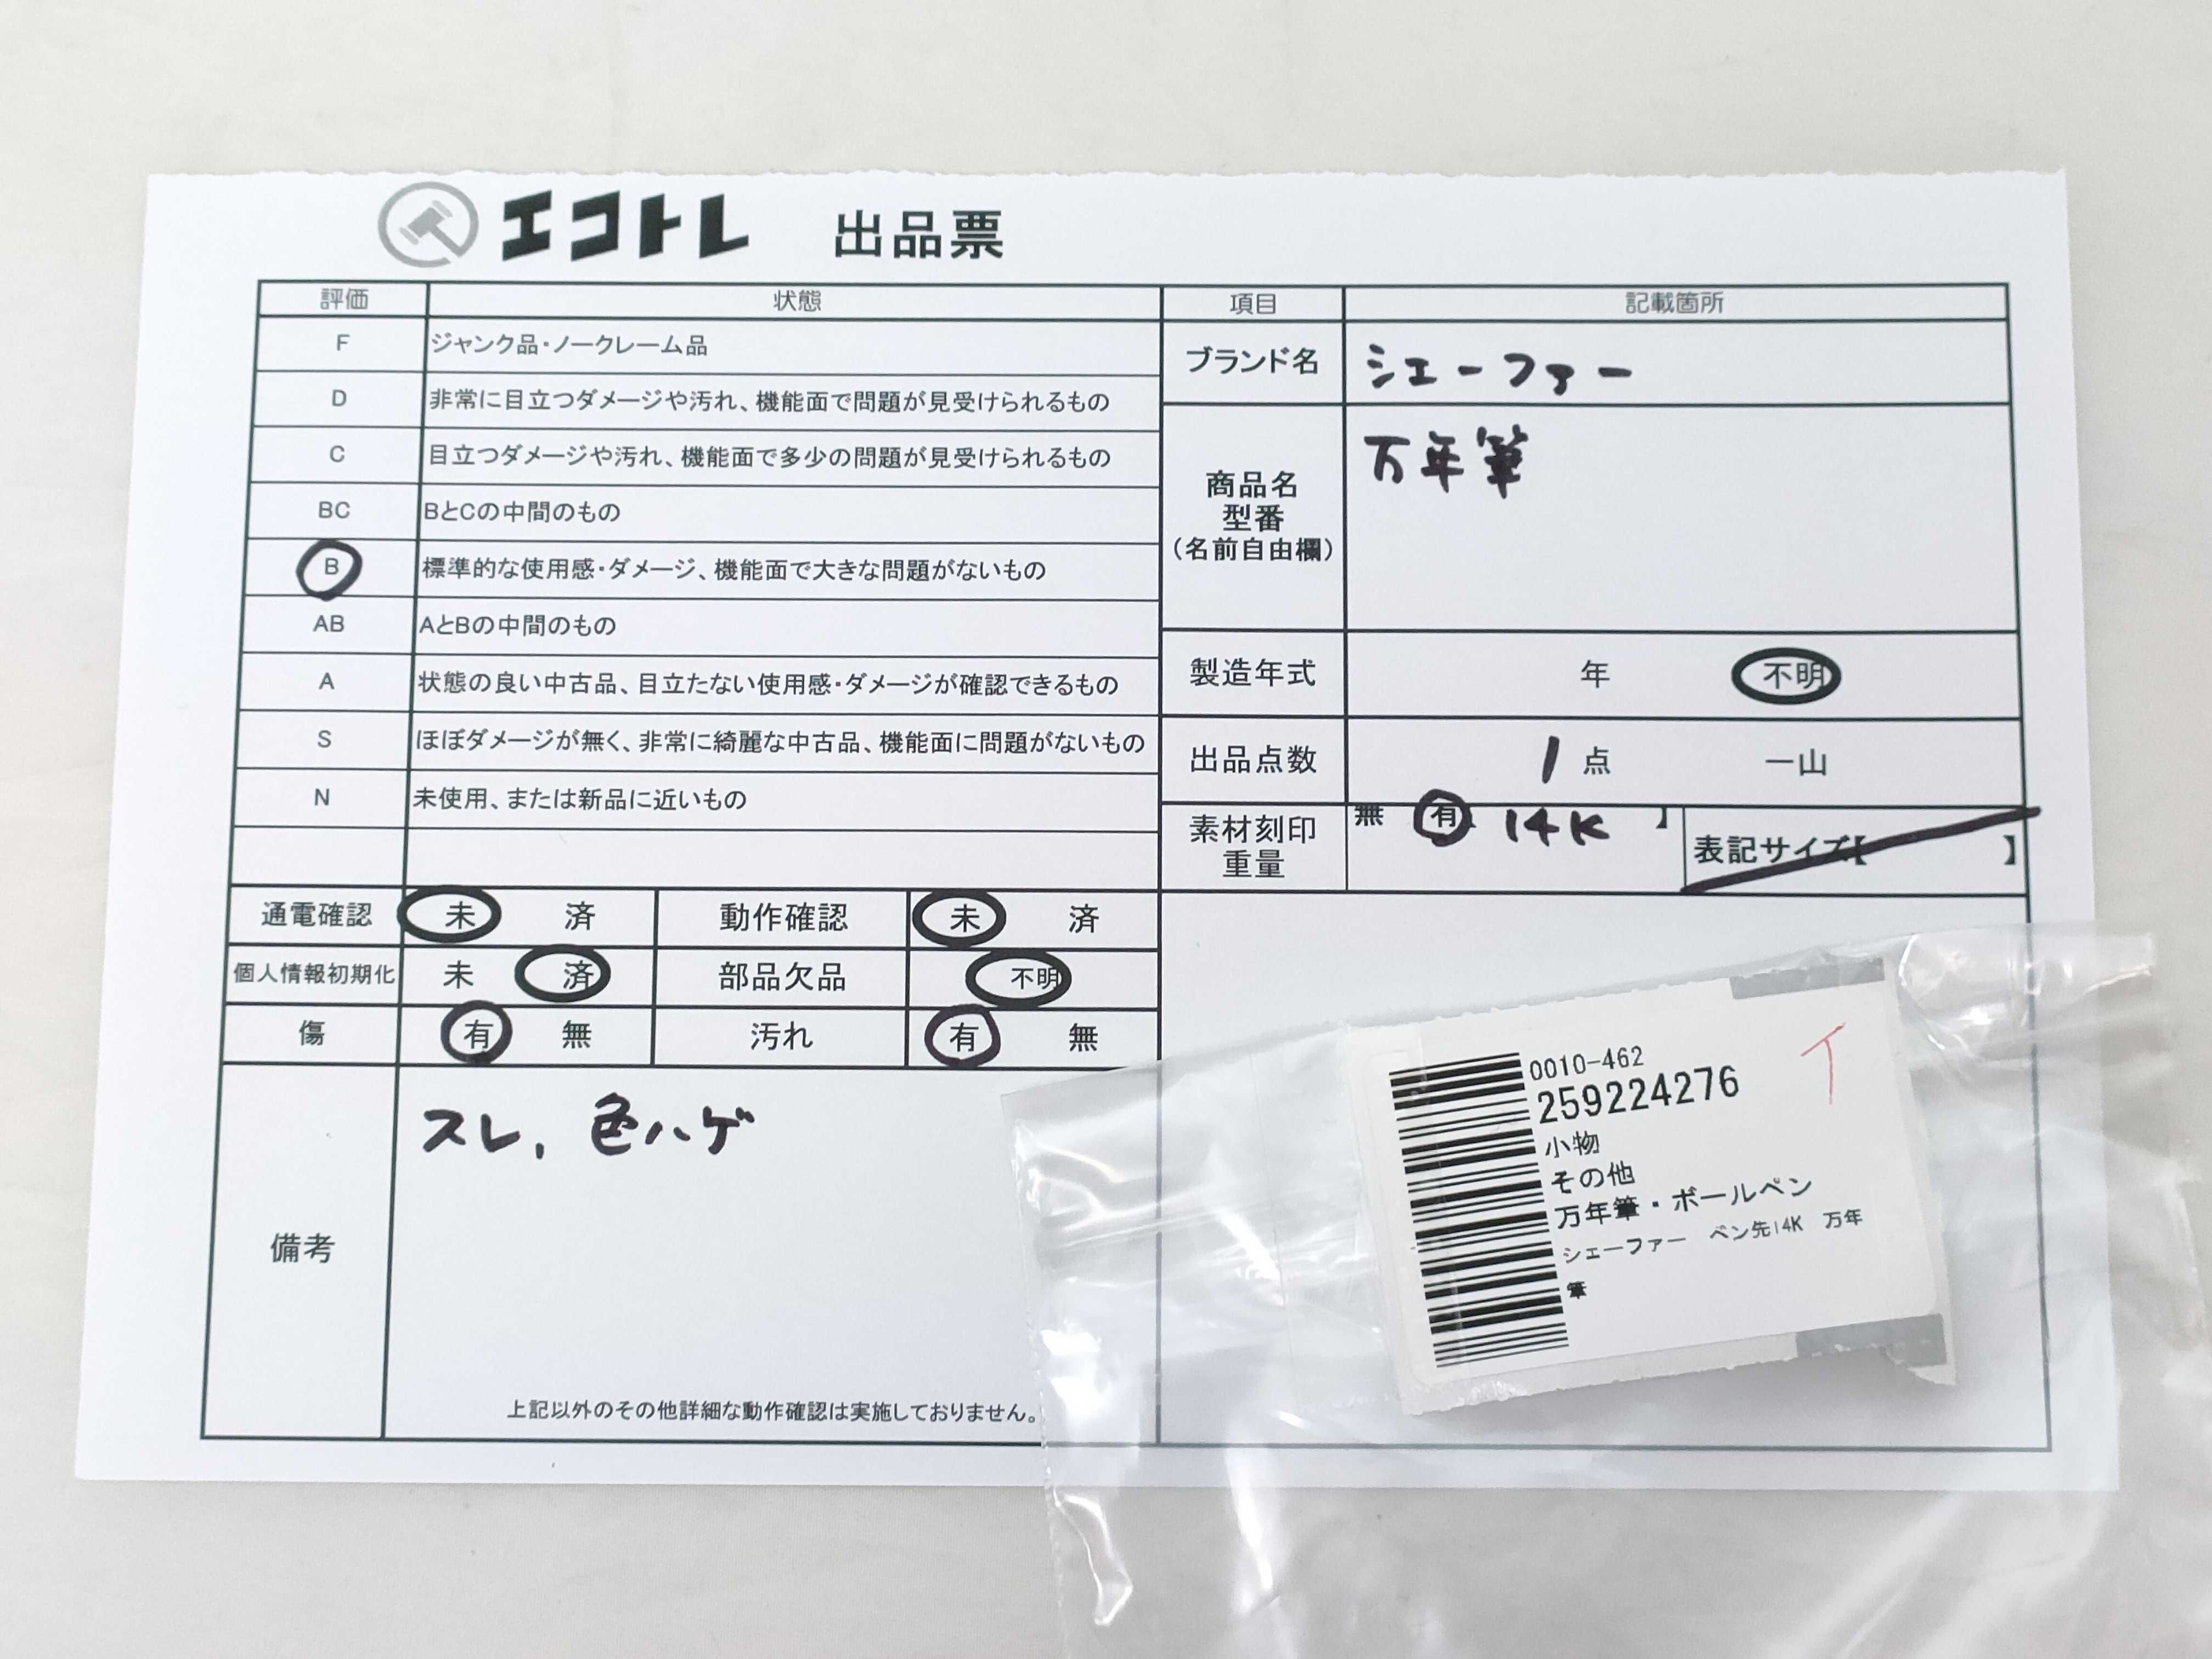 エコトレ 出品票
評価 状態
F ジャンク品・ノークレーム品
D 非常に目立つダメージや汚れ、機能面で問題が見受けられるもの
C 目立つダメージや汚れ、機能面で多少の問題が見受けられるもの
BC BとCの中間のもの
B 標準的な使用感・ダメージ、機能面で大きな問題がないもの
AB AとBの中間のもの
A 状態の良い中古品、目立たない使用感・ダメージが確認できるもの
S ほぼダメージが無く、非常に綺麗な中古品、機能面に問題がないもの
N 未使用、または新品に近いもの
通電確認 未 済 動作確認 未 済
個人情報初期化 未 済 部品欠品 不明
傷 有 無 汚れ 有 無
備考
スレ, 色ハゲ
上記以外のその他詳細な動作確認は実施しておりません。
項目 記載箇所
ブランド名 シェーファー
商品名
型番
(名前自由欄)
万年筆
製造年式 年 不明
出品点数 1 点 一山
素材刻印
重量
無 有 14K 】
表記サイズ【 】
0010-462
259224276
イ
小物
その他
万年筆・ボールペン
シェーファー ペン先14K 万年
筆